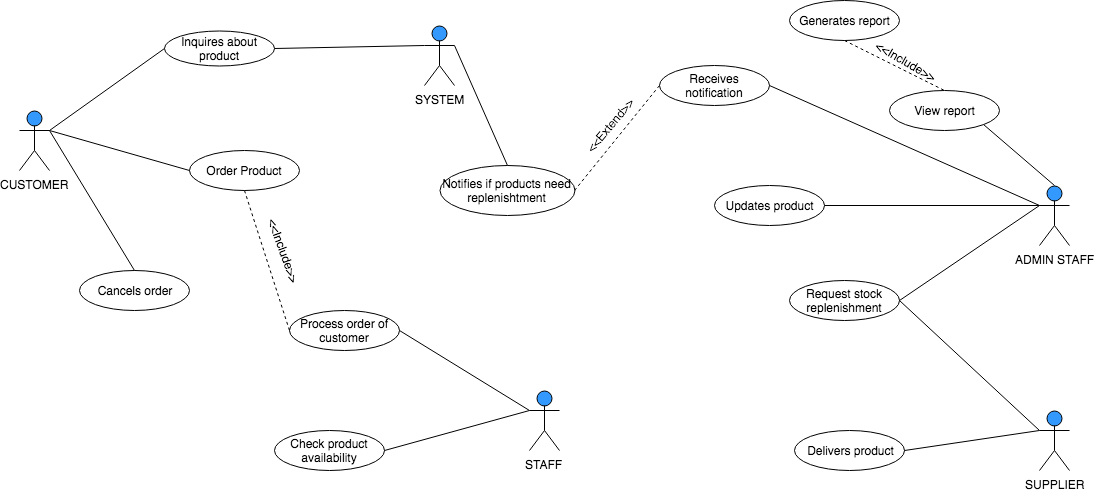 Generates report
<<Include>>
Inquires about
product
SYSTEM
Receives
notification
View report
<<Extend>>
CUSTOMER
Order Product
Notifies if products need
replenishtment
Updates product
<<Include>>
ADMIN STAFF
Cancels order
Request stock
replenishment
Process order of
customer
Check product
availability
STAFF
Delivers product
SUPPLIER